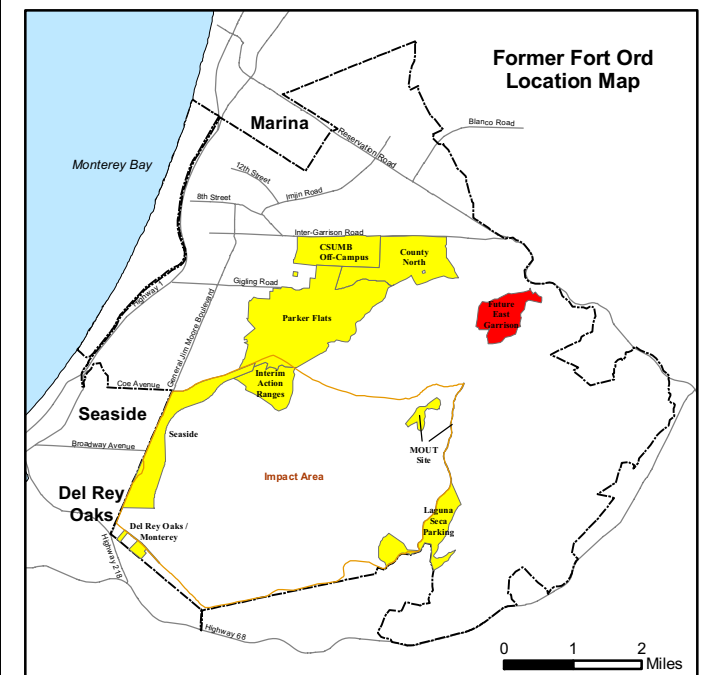 Former Fort Ord
Location Map
Marina
Blanco Road
Reservation Road
Monterey Bay
12th Street
Imjin Road
8th Street
Inter-Garrison Road
CSUMB
Off-Campus
County
North
Gigling Road
Highway 1
General Jim Moore Boulevard
Future
East
Garrison
Parker Flats
Interim
Action
Ranges
Coe Avenue
Seaside
Seaside
Broadway Avenue
MOUT
Site
Impact Area
Del Rey
Oaks
Laguna
Seca
Parking
Del Rey Oaks /
Monterey
Highway 218
Highway 68
0 1 2
Miles